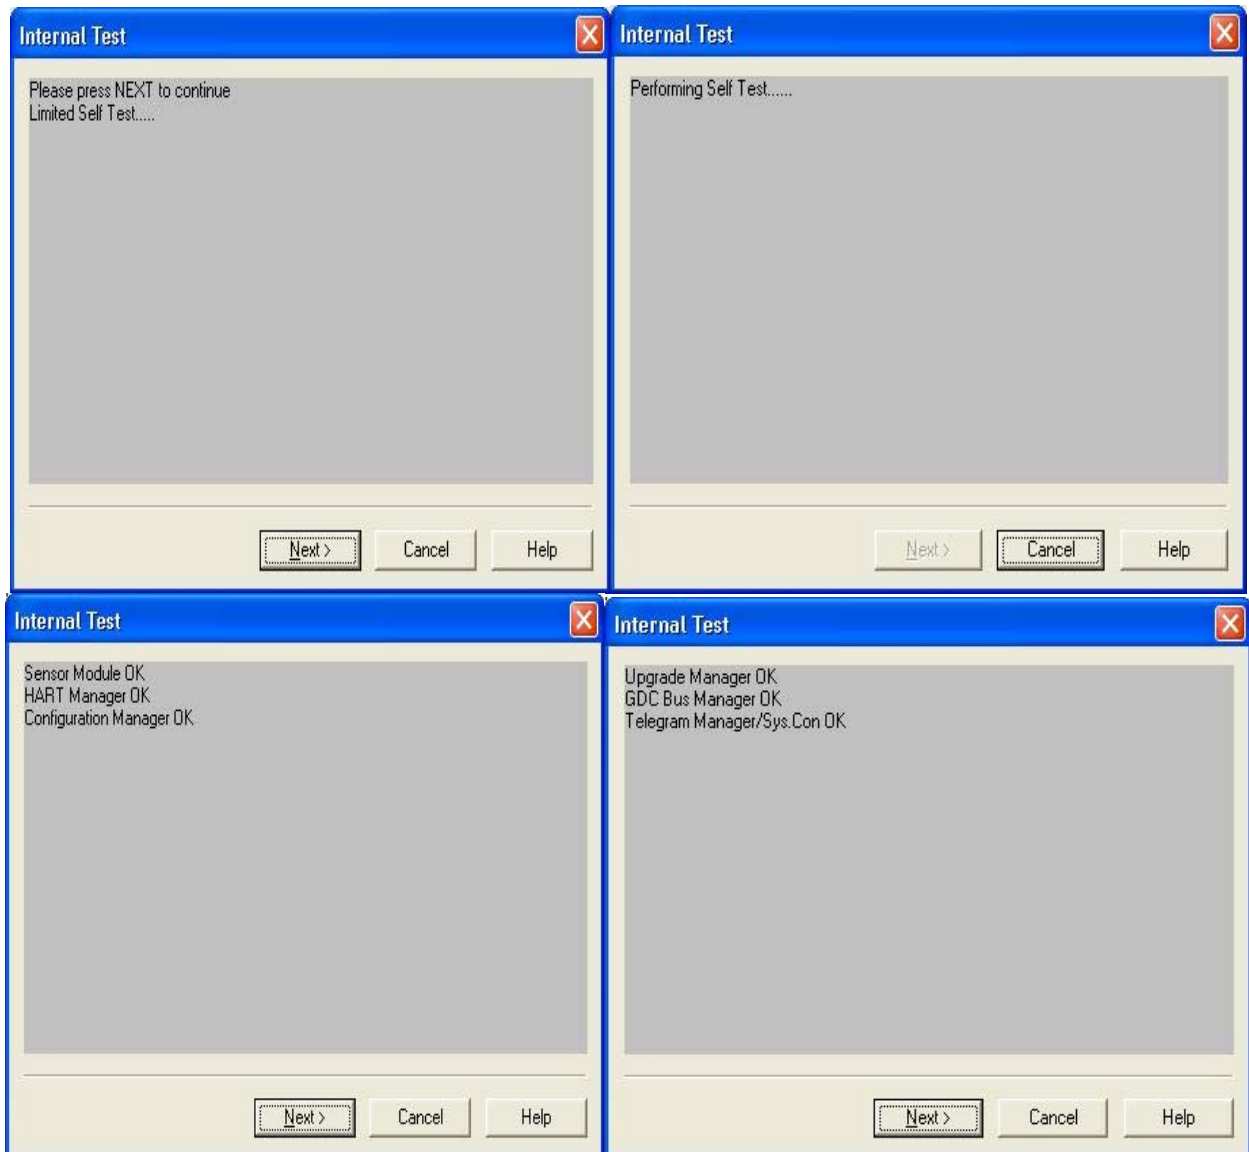 Internal Test
Please press NEXT to continue
Limited Self Test.....
Next >
Cancel
Help
Internal Test
Performing Self Test......
Next >
Cancel
Help
Internal Test
Sensor Module OK
HART Manager OK
Configuration Manager OK
Next >
Cancel
Help
Internal Test
Upgrade Manager OK
GDC Bus Manager OK
Telegram Manager/Sys.Con OK
Next >
Cancel
Help